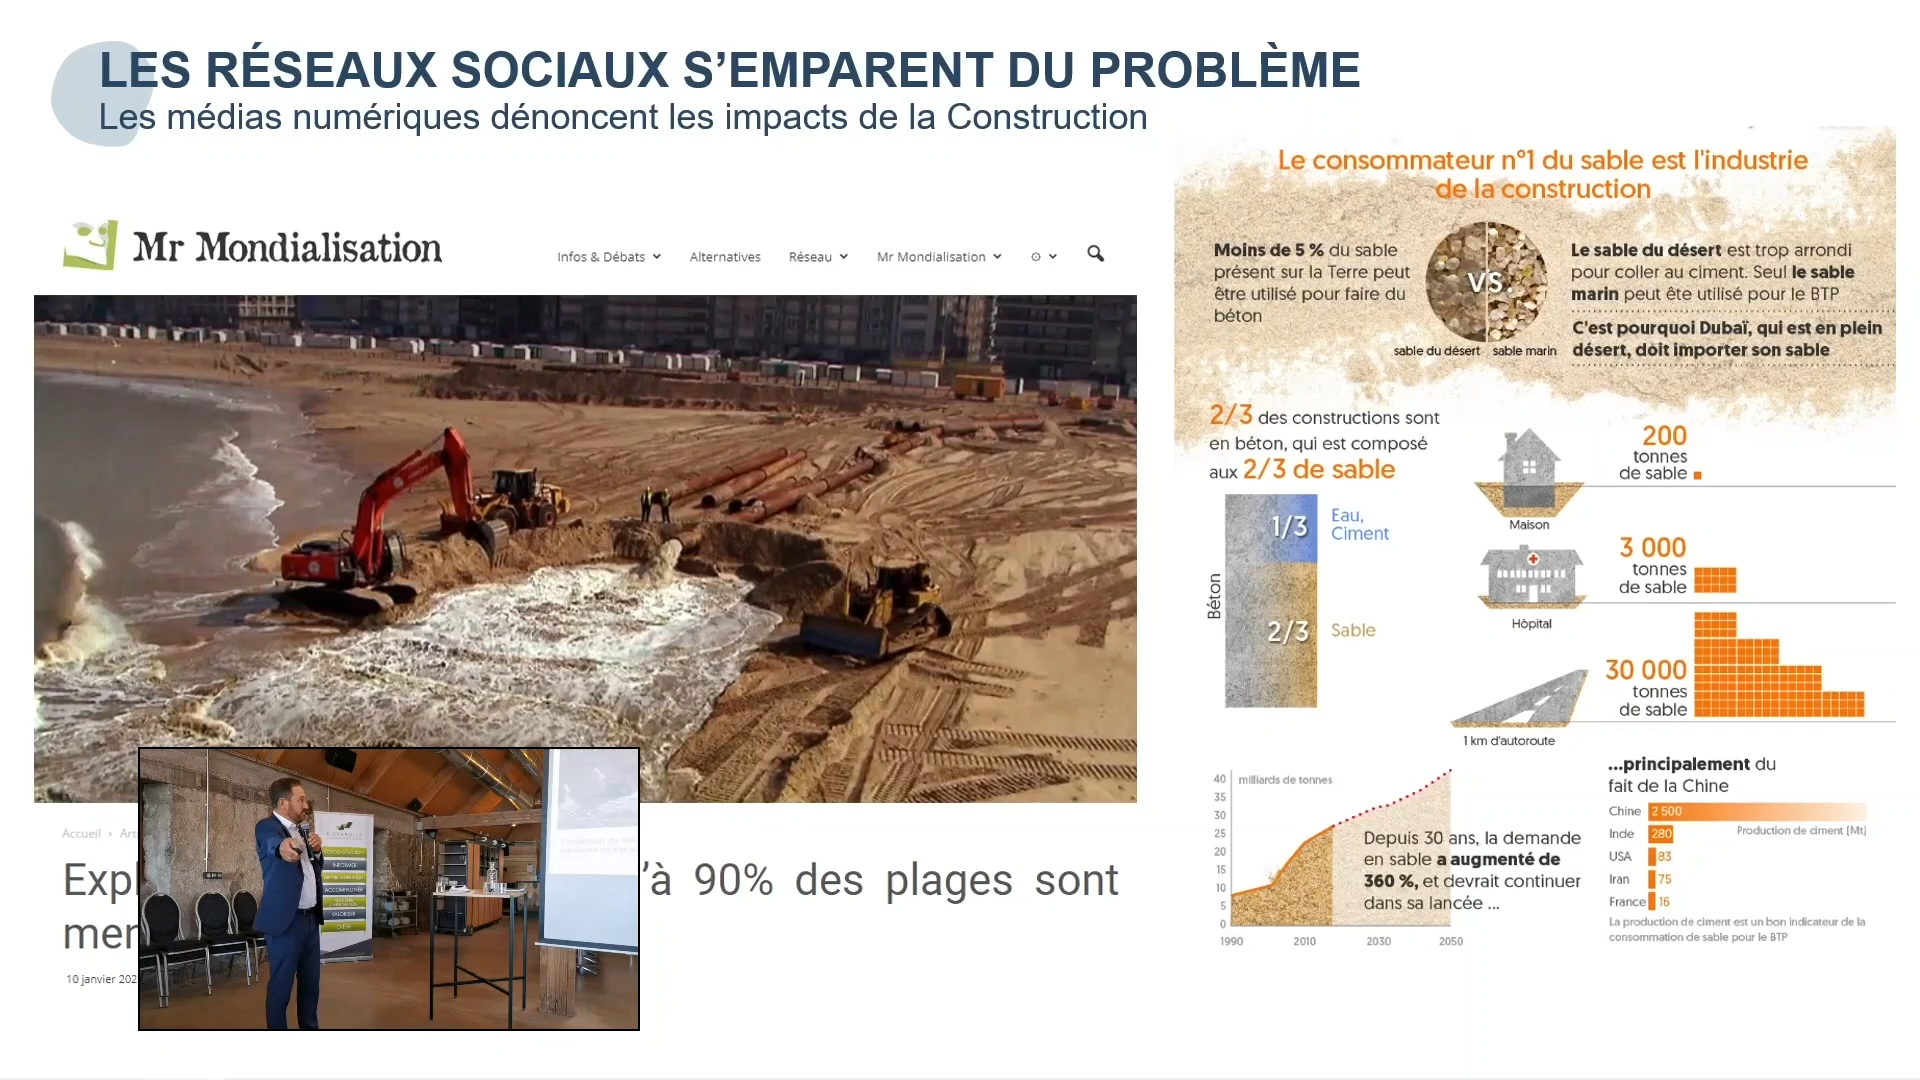 LES RÉSEAUX SOCIAUX S’EMPARENT DU PROBLÈME
Les médias numériques dénoncent les impacts de la Construction
Mr Mondialisation
Infos & Débats
Alternatives
Réseau
Mr Mondialisation
Accueil ›
’à 90% des plages sont
10 janvier
Le consommateur n°1 du sable est l'industrie
de la construction
Moins de 5 % du sable
présent sur la Terre peut
être utilisé pour faire du
béton
VS.
sable du désert
sable marin
Le sable du désert est trop arrondi
pour coller au ciment. Seul le sable
marin peut ête utilisé pour le BTP
C'est pourquoi Dubaï, qui est en plein
désert, doit importer son sable
2/3 des constructions sont
en béton, qui est composé
aux 2/3 de sable
Béton
1/3
Eau,
Ciment
2/3
Sable
200
tonnes
de sable
Maison
3 000
tonnes
de sable
Hôpital
30 000
tonnes
de sable
1 km d'autoroute
milliards de tonnes
40
35
30
25
20
15
10
5
0
1990
2010
2030
2050
Depuis 30 ans, la demande
en sable a augmenté de
360 %, et devrait continuer
dans sa lancée ...
...principalement du
fait de la Chine
Chine 2 500
Production de ciment (Mt)
Inde 280
USA 83
Iran 75
France 16
La production de ciment est un bon indicateur de la
consommation de sable pour le BTP
INFORMER
ACCOMPAGNER
VALORISER